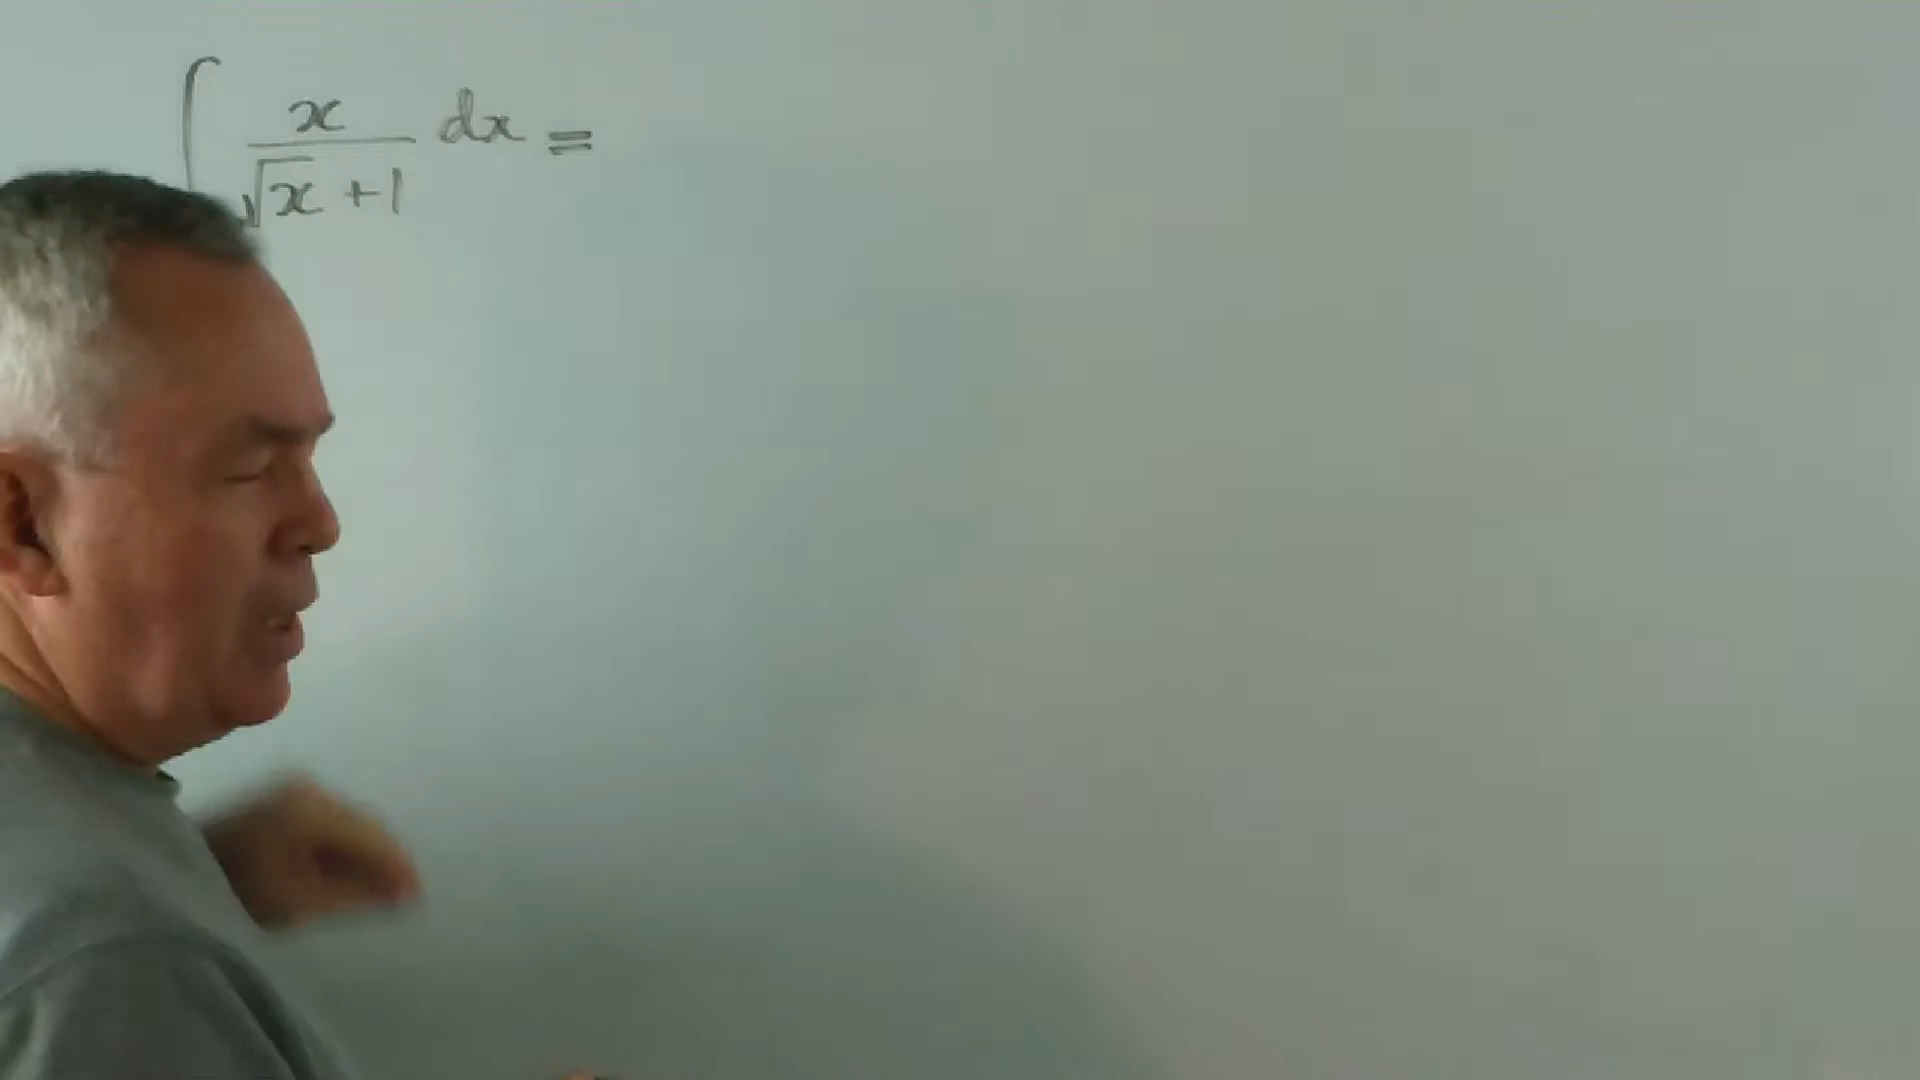 ∫ x/(√x + 1) dx =